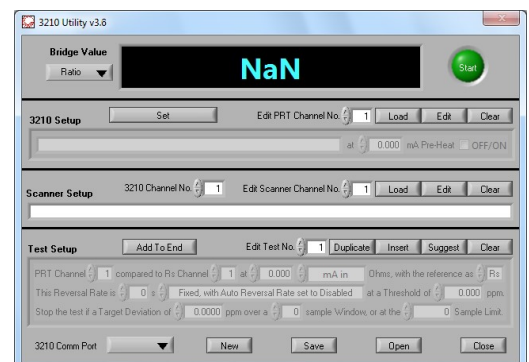 3210 Utility v3.6
Bridge Value
Ratio
NaN
Start
3210 Setup
Set
Edit PRT Channel No. 1 Load Edit Clear
at 0.000 mA Pre-Heat OFF/ON
Scanner Setup
3210 Channel No. 1 Edit Scanner Channel No. 1 Load Edit Clear
Test Setup
Add To End
Edit Test No. 1 Duplicate Insert Suggest Clear
PRT Channel 1 compared to Rs Channel 1 at 0.000 mA in Ohms, with the reference as Rs
This Reversal Rate is 0 s Fixed, with Auto Reversal Rate set to Disabled at a Threshold of 0.000 ppm.
Stop the test if a Target Deviation of 0.0000 ppm over a 0 sample Window, or at the 0 Sample Limit.
3210 Comm Port New Save Open Close